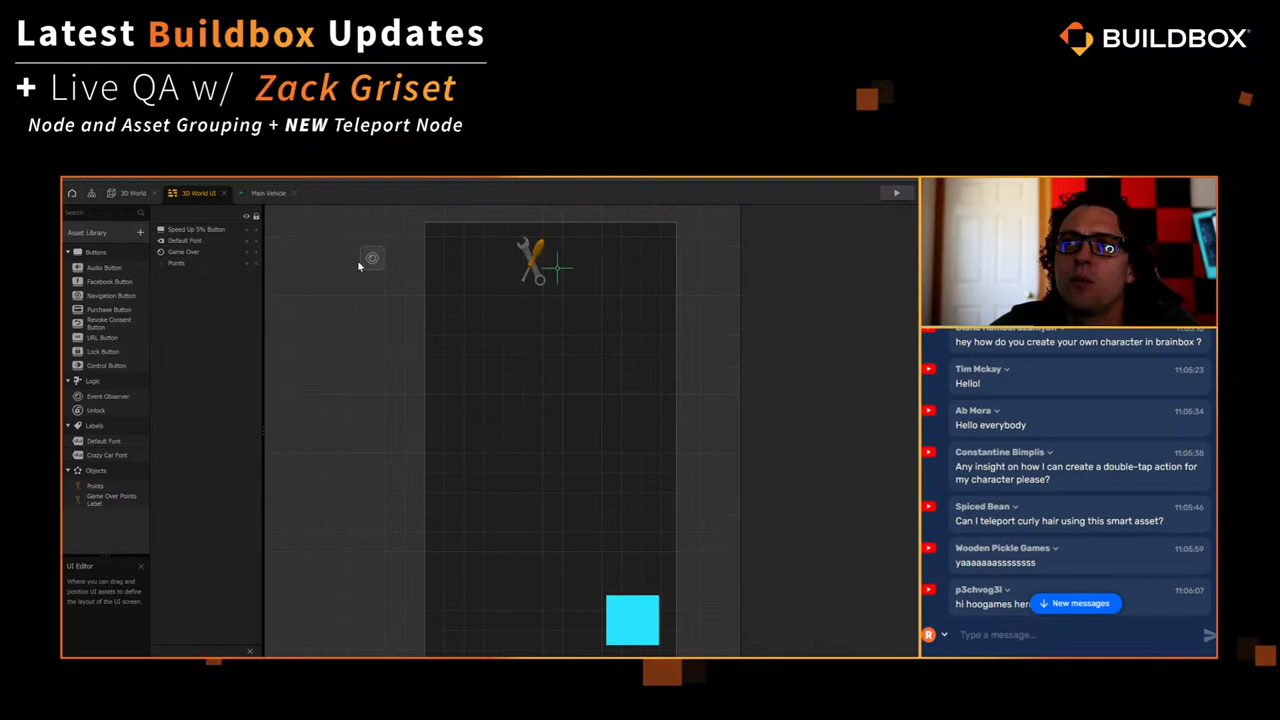 Latest Buildbox Updates
+ Live QA w/ Zack Griset
Node and Asset Grouping + NEW Teleport Node
BUILDBOX
3D World
3D World UI
Main Vehicle
Search...
Asset Library
Buttons
Audio Button
Facebook Button
Navigation Button
Purchase Button
Revoke Consent
Button
URL Button
Lock Button
Control Button
Logic
Event Observer
Unlock
Labels
Default Font
Crazy Car Font
Objects
Points
Game Over Points
Label
UI Editor
Where you can drag and
position UI assets to define
the layout of the UI screen.
Speed Up 5% Button
Default Font
Game Over
Points
hey how do you create your own character in brainbox ?
Tim Mckay
11:05:23
Hello!
Ab Mora
11:05:34
Hello everybody
Constantine Bimplis
11:05:38
Any insight on how I can create a double-tap action for
my character please?
Spiced Bean
11:05:46
Can I teleport curly hair using this smart asset?
Wooden Pickle Games
11:05:59
yaaaaaassssssss
p3chvog3l
11:06:07
hi hoogames her
New messages
R
Type a message...